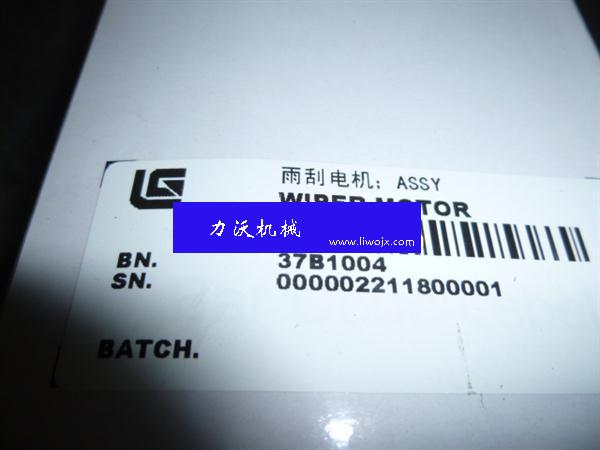 LG
雨刮电机; ASSY
WIPER MOTOR
力沃机械
www.liwojx.com
BN. 37B1004
SN. 000002211800001
BATCH.